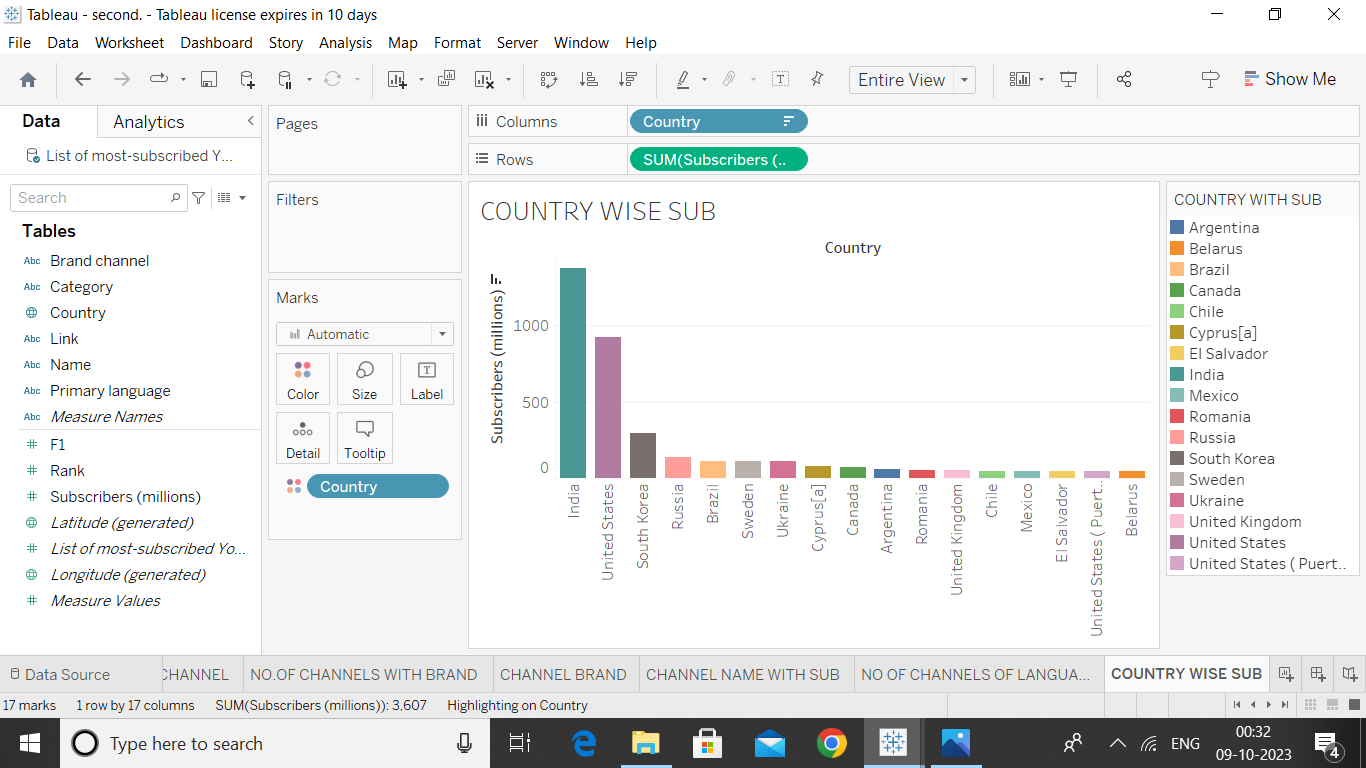 Tableau - second. - Tableau license expires in 10 days
File Data Worksheet Dashboard Story Analysis Map Format Server Window Help
Entire View
Show Me
Data
Analytics
List of most-subscribed Y...
Search
Tables
Abc Brand channel
Abc Category
Country
Abc Link
Abc Name
Abc Primary language
Abc Measure Names
# F1
# Rank
# Subscribers (millions)
Latitude (generated)
# List of most-subscribed Yo...
Longitude (generated)
# Measure Values
Pages
Filters
Marks
Automatic
Color Size Label
Detail Tooltip
Country
Columns
Country
Rows
SUM(Subscribers (..
COUNTRY WISE SUB
Country
Subscribers (millions)
1000
500
0
India
United States
South Korea
Russia
Brazil
Sweden
Ukraine
Cyprus[a]
Canada
Argentina
Romania
United Kingdom
Chile
Mexico
El Salvador
United States ( Puert..
Belarus
COUNTRY WITH SUB
Argentina
Belarus
Brazil
Canada
Chile
Cyprus[a]
El Salvador
India
Mexico
Romania
Russia
South Korea
Sweden
Ukraine
United Kingdom
United States
United States ( Puert..
Data Source
CHANNEL
NO.OF CHANNELS WITH BRAND
CHANNEL BRAND
CHANNEL NAME WITH SUB
NO OF CHANNELS OF LANGUA...
COUNTRY WISE SUB
17 marks
1 row by 17 columns
SUM(Subscribers (millions)): 3,607
Highlighting on Country
Type here to search
ENG
00:32
09-10-2023
4